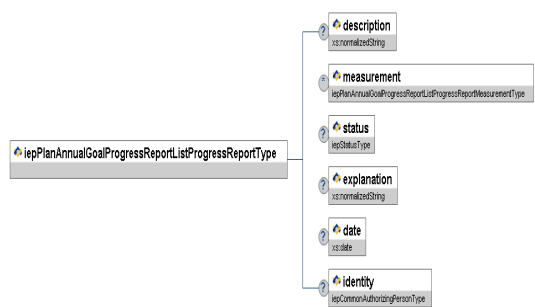 ? description
xs:normalizedString
* measurement
iepPlanAnnualGoalProgressReportListProgressReportMeasurementType
iepPlanAnnualGoalProgressReportListProgressReportType
? status
iepStatusType
? explanation
xs:normalizedString
? date
xs:date
? identity
iepCommonAuthorizingPersonType